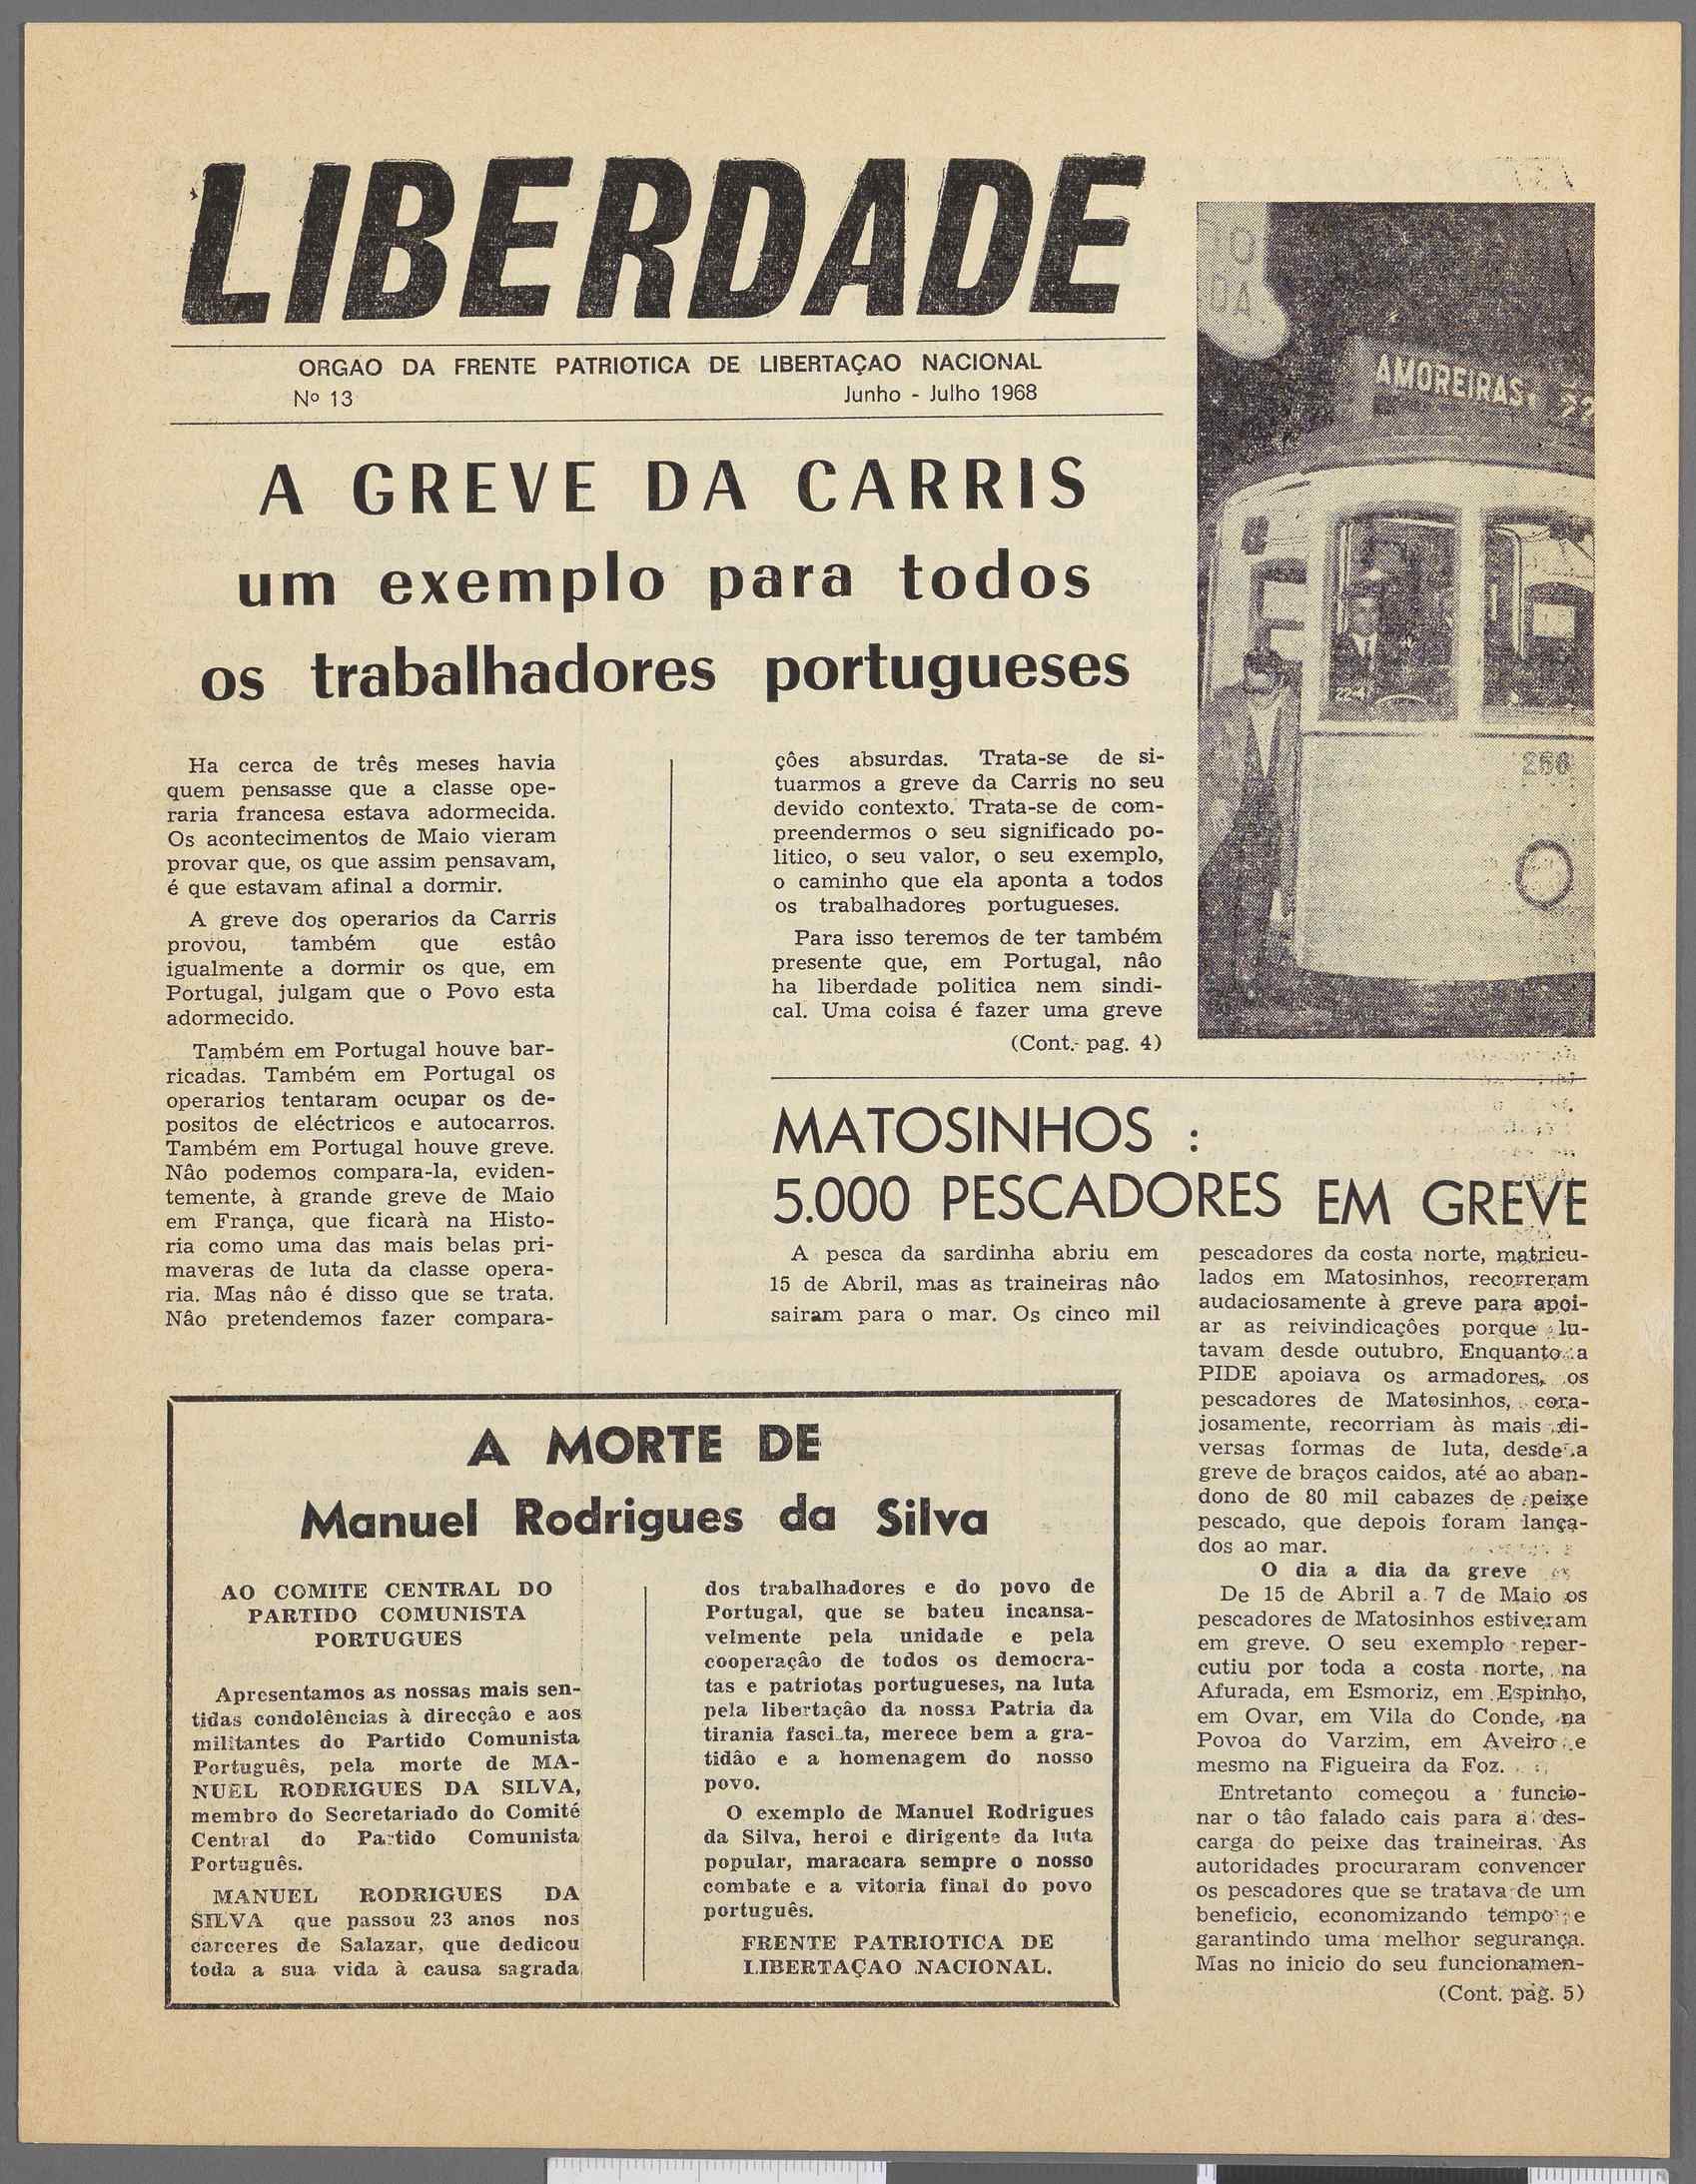 LIBERDADE
ORGAO DA FRENTE PATRIOTICA DE LIBERTAÇAO NACIONAL
Nº 13 Junho - Julho 1968
A GREVE DA CARRIS
um exemplo para todos
os trabalhadores portugueses
Ha cerca de três meses havia
quem pensasse que a classe ope-
raria francesa estava adormecida.
Os acontecimentos de Maio vieram
provar que, os que assim pensavam,
é que estavam afinal a dormir.
A greve dos operarios da Carris
provou, também que estâo
igualmente a dormir os que, em
Portugal, julgam que o Povo esta
adormecido.
Também em Portugal houve bar-
ricadas. Também em Portugal os
operarios tentaram ocupar os de-
positos de eléctricos e autocarros.
Também em Portugal houve greve.
Nâo podemos compara-la, eviden-
temente, à grande greve de Maio
em França, que ficarà na Histo-
ria como uma das mais belas pri-
maveras de luta da classe opera-
ria. Mas nâo é disso que se trata.
Nâo pretendemos fazer compara-
çôes absurdas. Trata-se de si-
tuarmos a greve da Carris no seu
devido contexto. Trata-se de com-
preendermos o seu significado po-
litico, o seu valor, o seu exemplo,
o caminho que ela aponta a todos
os trabalhadores portugueses.
Para isso teremos de ter também
presente que, em Portugal, nâo
ha liberdade politica nem sindi-
cal. Uma coisa é fazer uma greve
(Cont. pag. 4)
AMOREIRAS
22-4
266
MATOSINHOS :
5.000 PESCADORES EM GREVE
A pesca da sardinha abriu em
15 de Abril, mas as traineiras nâo
sairam para o mar. Os cinco mil
pescadores da costa norte, matricu-
lados em Matosinhos, recorreram
audaciosamente à greve para apoi-
ar as reivindicaçôes porque lu-
tavam desde outubro. Enquanto a
PIDE apoiava os armadores, os
pescadores de Matosinhos, cora-
josamente, recorriam às mais di-
versas formas de luta, desde a
greve de braços caidos, até ao aban-
dono de 80 mil cabazes de peixe
pescado, que depois foram lança-
dos ao mar.
O dia a dia da greve
De 15 de Abril a 7 de Maio os
pescadores de Matosinhos estiveram
em greve. O seu exemplo reper-
cutiu por toda a costa norte, na
Afurada, em Esmoriz, em Espinho,
em Ovar, em Vila do Conde, na
Povoa do Varzim, em Aveiro e
mesmo na Figueira da Foz.
Entretanto começou a funcio-
nar o tâo falado cais para a des-
carga do peixe das traineiras. As
autoridades procuraram convencer
os pescadores que se tratava de um
beneficio, economizando tempo e
garantindo uma melhor segurança.
Mas no inicio do seu funcionamen-
(Cont. pag. 5)
A MORTE DE
Manuel Rodrigues da Silva
AO COMITE CENTRAL DO
PARTIDO COMUNISTA
PORTUGUES
Apresentamos as nossas mais sen-
tidas condolências à direcçâo e aos
militantes do Partido Comunista
Português, pela morte de MA-
NUEL RODRIGUES DA SILVA,
membro do Secretariado do Comité
Central do Partido Comunista
Português.
MANUEL RODRIGUES DA
SILVA que passou 23 anos nos
carceres de Salazar, que dedicou
toda a sua vida à causa sagrada
dos trabalhadores e do povo de
Portugal, que se bateu incansa-
velmente pela unidade e pela
cooperaçâo de todos os democra-
tas e patriotas portugueses, na luta
pela libertaçâo da nossa Patria da
tirania fascista, merece bem a gra-
tidâo e a homenagem do nosso
povo.
O exemplo de Manuel Rodrigues
da Silva, heroi e dirigente da luta
popular, maracara sempre o nosso
combate e a vitoria final do povo
português.
FRENTE PATRIOTICA DE
LIBERTAÇAO NACIONAL.